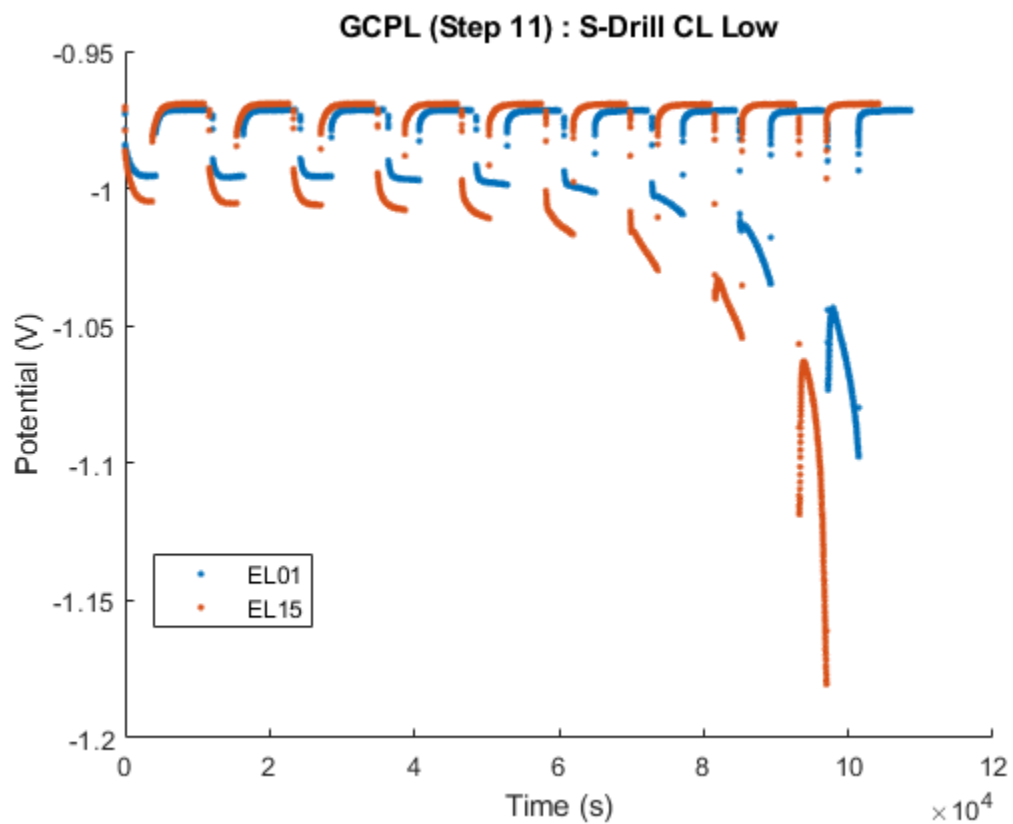 GCPL (Step 11) : S-Drill CL Low
-0.95
-1
-1.05
-1.1
-1.15
-1.2
Potential (V)
EL01
EL15
0 2 4 6 8 10 12
Time (s)
×10^4